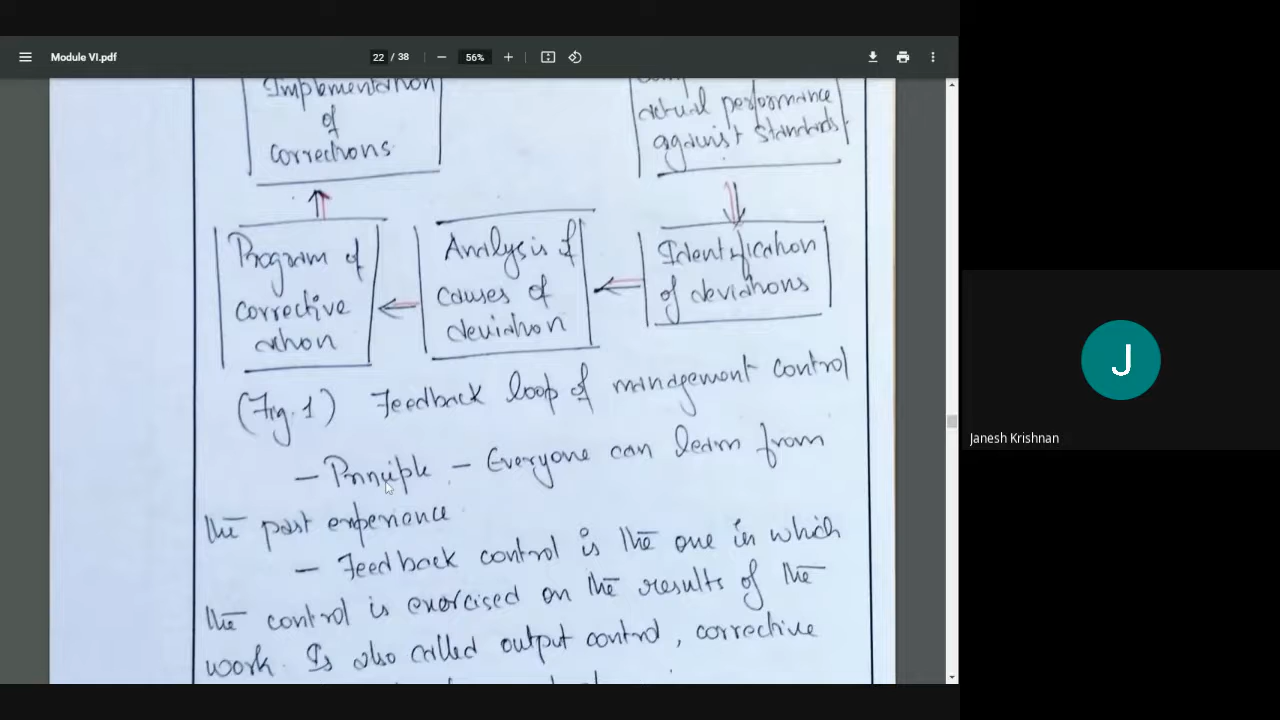 Module VI.pdf
22 / 38
56%
Implementation
of
corrections
actual performance
against standards
Program of
corrective
action
Analysis of
causes of
deviation
Identification
of deviations
(Fig. 1) Feedback loop of management control
– Principle – Everyone can learn from
the past experience
– Feedback control is the one in which
the control is exercised on the results of the
work. Is also called output control, corrective
J
Janesh Krishnan